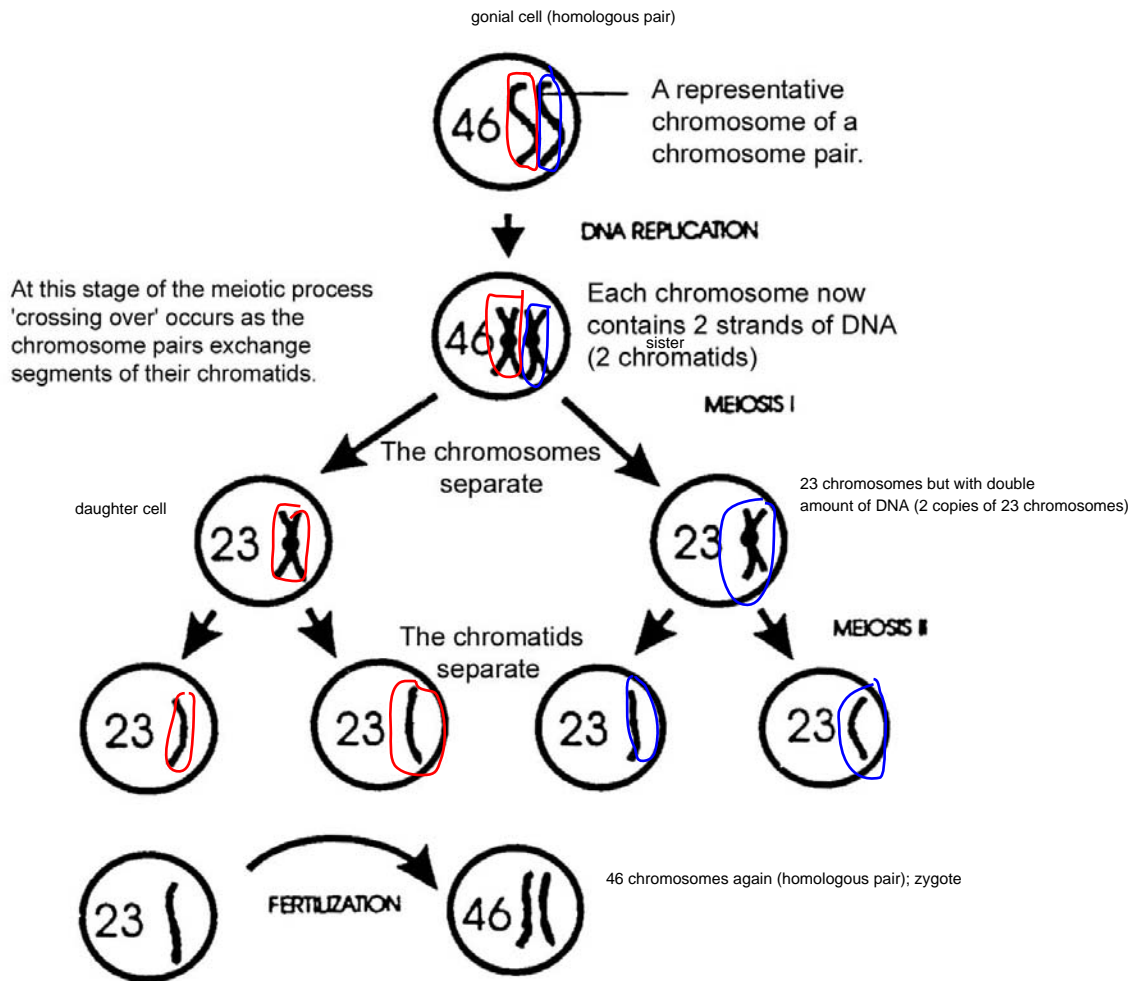 gonial cell (homologous pair)
46
A representative
chromosome of a
chromosome pair.
DNA REPLICATION
At this stage of the meiotic process
'crossing over' occurs as the
chromosome pairs exchange
segments of their chromatids.
46
Each chromosome now
contains 2 strands of DNA
sister
(2 chromatids)
MEIOSIS I
The chromosomes
separate
daughter cell
23
23
23 chromosomes but with double
amount of DNA (2 copies of 23 chromosomes)
The chromatids
separate
MEIOSIS II
23
23
23
23
23
FERTILIZATION
46
46 chromosomes again (homologous pair); zygote